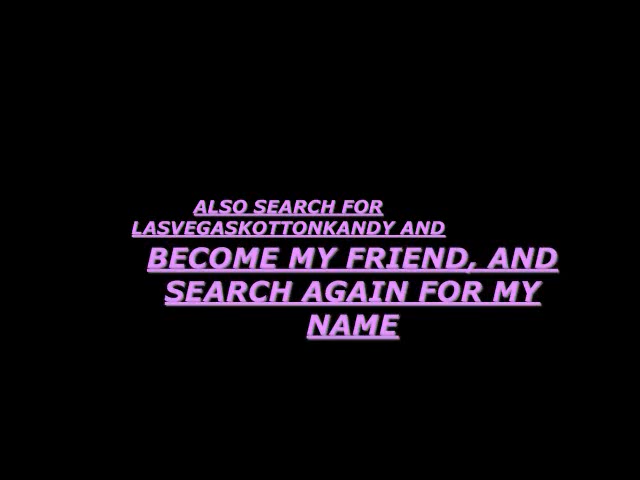 ALSO SEARCH FOR
LASVEGASKOTTONKANDY AND
BECOME MY FRIEND, AND
SEARCH AGAIN FOR MY
NAME